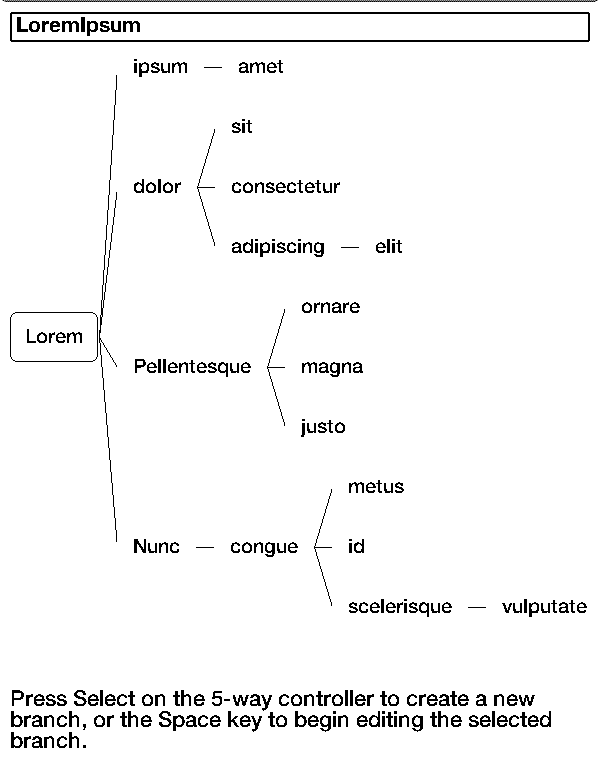 LoremIpsum
ipsum — amet
sit
dolor
consectetur
adipiscing — elit
ornare
Lorem
Pellentesque
magna
justo
metus
Nunc — congue
id
scelerisque — vulputate
Press Select on the 5-way controller to create a new
branch, or the Space key to begin editing the selected
branch.